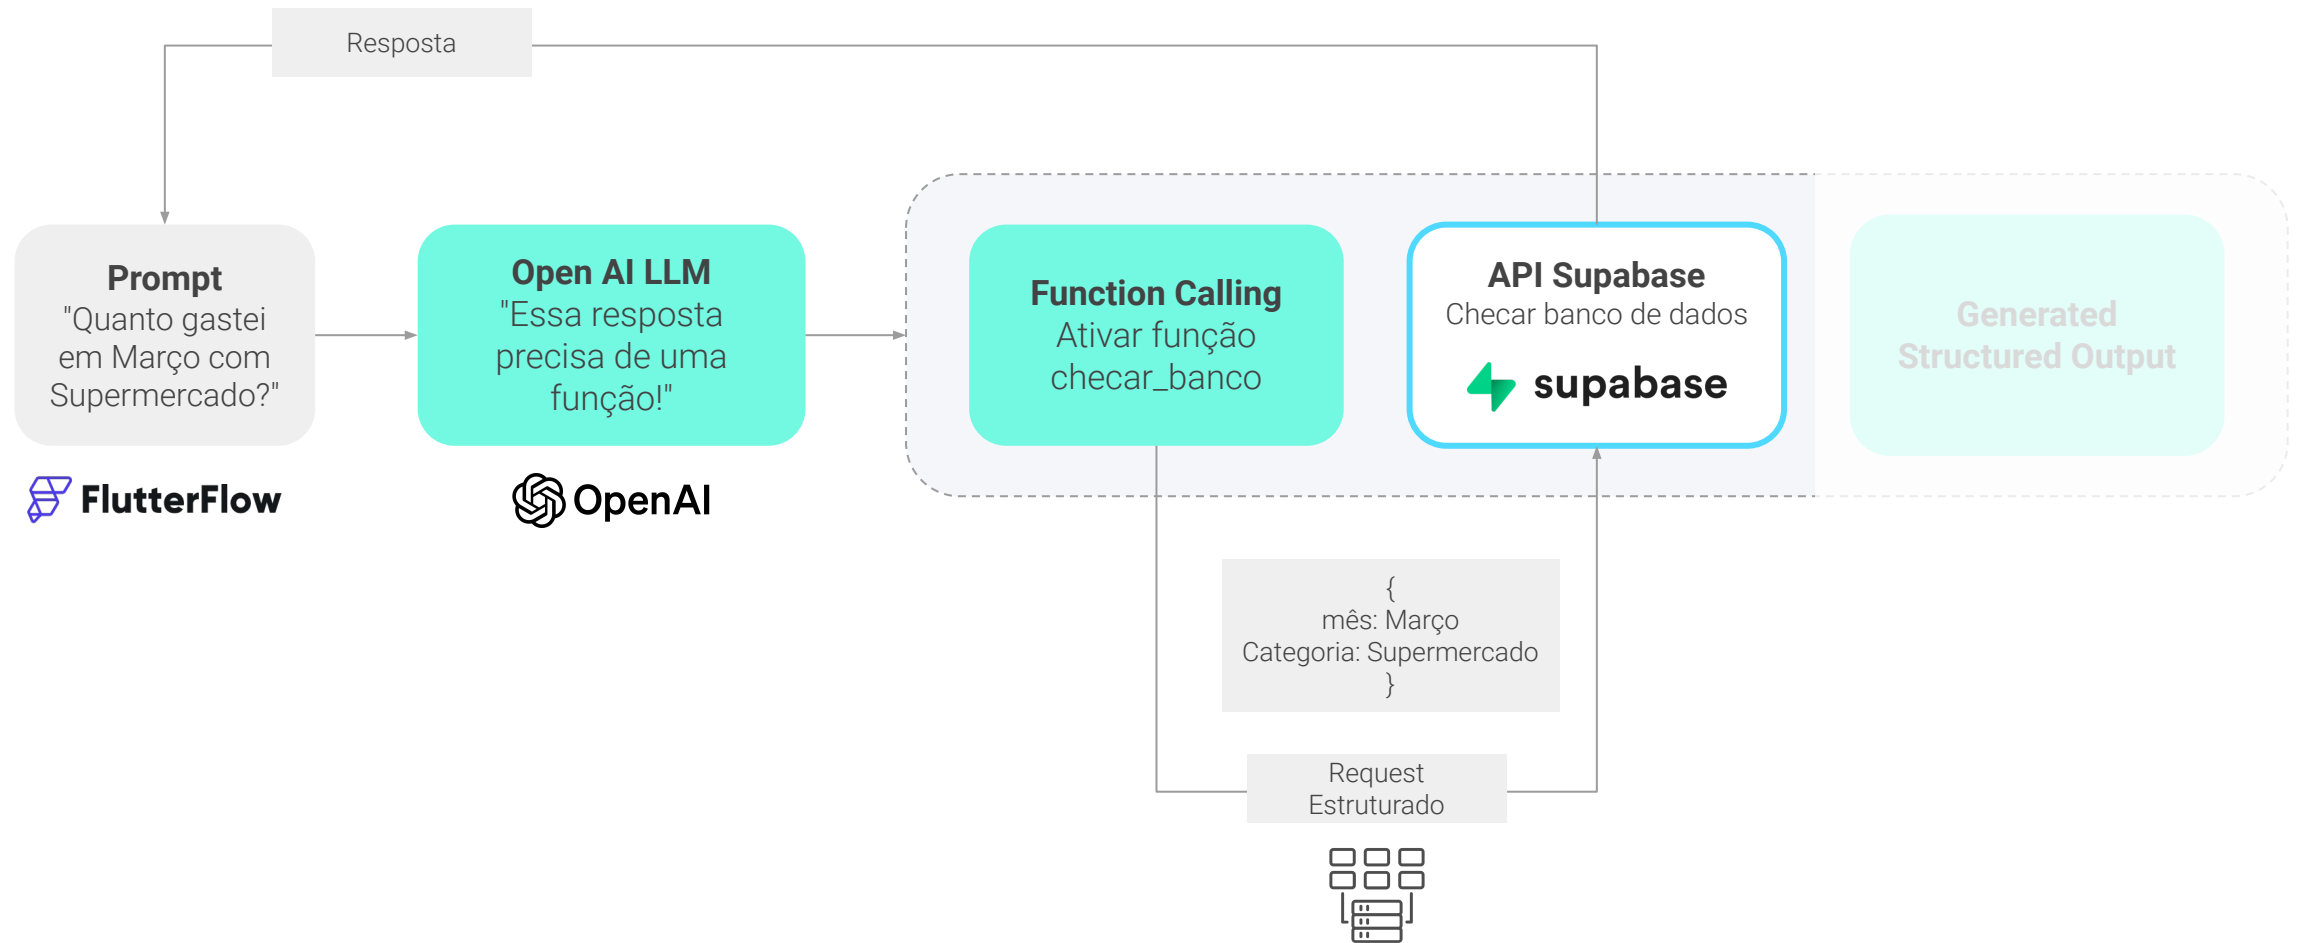 Resposta
Prompt
"Quanto gastei
em Março com
Supermercado?"
FlutterFlow
Open AI LLM
"Essa resposta
precisa de uma
função!"
OpenAI
Function Calling
Ativar função
checar_banco
API Supabase
Checar banco de dados
supabase
Generated
Structured Output
{
mês: Março
Categoria: Supermercado
}
Request
Estruturado